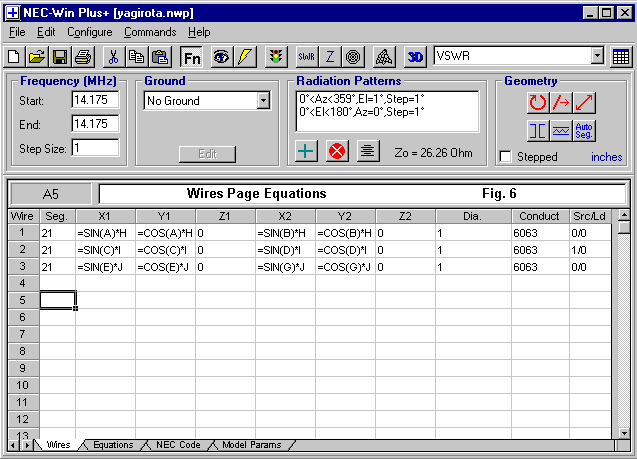 NEC-Win Plus+ [yagirota.nwp]
File Edit Configure Commands Help
Fn SWR Z 3D VSWR
Frequency (MHz) Ground Radiation Patterns Geometry
Start: 14.175 No Ground 0°<Az<359°,El=1°,Step=1°
0°<El<180°,Az=0°,Step=1°
End: 14.175
Step Size: 1 Edit Zo = 26.26 Ohm Auto Seg.
Stepped inches
A5 Wires Page Equations Fig. 6
Wire Seg. X1 Y1 Z1 X2 Y2 Z2 Dia. Conduct Src/Ld
1 21 =SIN(A)*H =COS(A)*H 0 =SIN(B)*H =COS(B)*H 0 1 6063 0/0
2 21 =SIN(C)*I =COS(C)*I 0 =SIN(D)*I =COS(D)*I 0 1 6063 1/0
3 21 =SIN(E)*J =COS(E)*J 0 =SIN(G)*J =COS(G)*J 0 1 6063 0/0
4
5
6
7
8
9
10
11
12
13
Wires Equations NEC Code Model Params